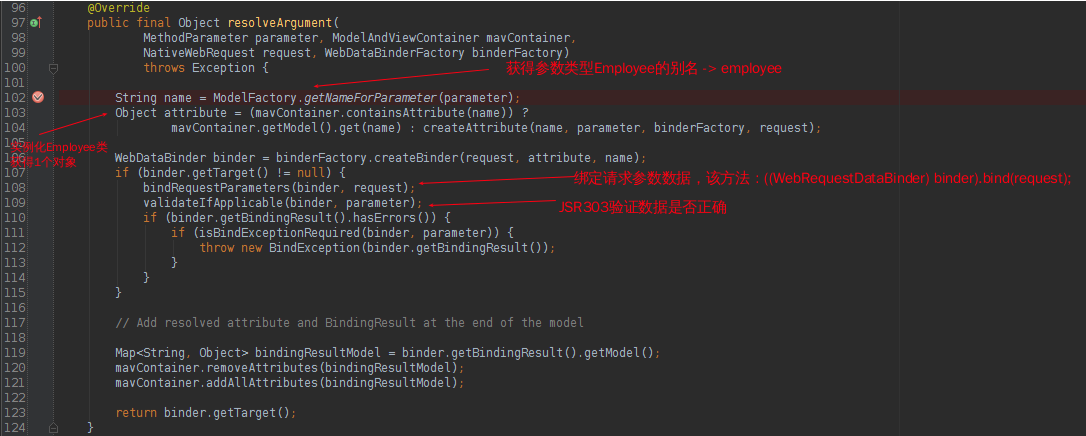 96 @Override
97 public final Object resolveArgument(
98 MethodParameter parameter, ModelAndViewContainer mavContainer,
99 NativeWebRequest request, WebDataBinderFactory binderFactory)
100 throws Exception {
获得参数类型Employee的别名 -> employee
101
102 String name = ModelFactory.getNameForParameter(parameter);
103 Object attribute = (mavContainer.containsAttribute(name)) ?
104 mavContainer.getModel().get(name) : createAttribute(name, parameter, binderFactory, request);
105
例化Employee类
106 WebDataBinder binder = binderFactory.createBinder(request, attribute, name);
获得1个对象
107 if (binder.getTarget() != null) {
108 bindRequestParameters(binder, request);
绑定请求参数数据，该方法：((WebRequestDataBinder) binder).bind(request);
109 validateIfApplicable(binder, parameter);
JSR303验证数据是否正确
110 if (binder.getBindingResult().hasErrors()) {
111 if (isBindExceptionRequired(binder, parameter)) {
112 throw new BindException(binder.getBindingResult());
113 }
114 }
115 }
116
117 // Add resolved attribute and BindingResult at the end of the model
118
119 Map<String, Object> bindingResultModel = binder.getBindingResult().getModel();
120 mavContainer.removeAttributes(bindingResultModel);
121 mavContainer.addAllAttributes(bindingResultModel);
122
123 return binder.getTarget();
124 }